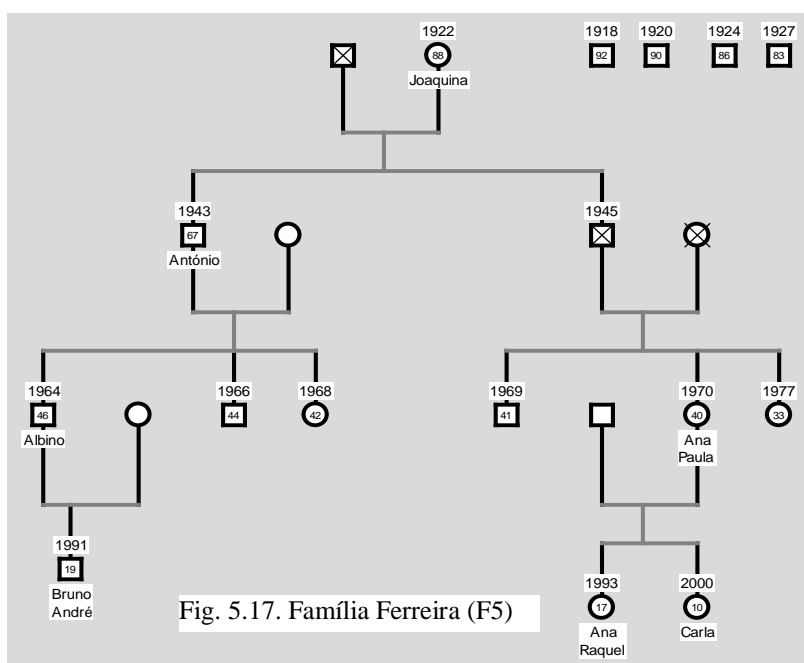 1922
1918
1920
1924
1927
88
92
90
86
83
Joaquina
1943
1945
67
António
1964
1966
1968
1969
1970
1977
46
44
42
41
40
33
Albino
Ana
Paula
1991
19
Bruno
André
1993
2000
17
10
Ana
Raquel
Carla
Fig. 5.17. Família Ferreira (F5)